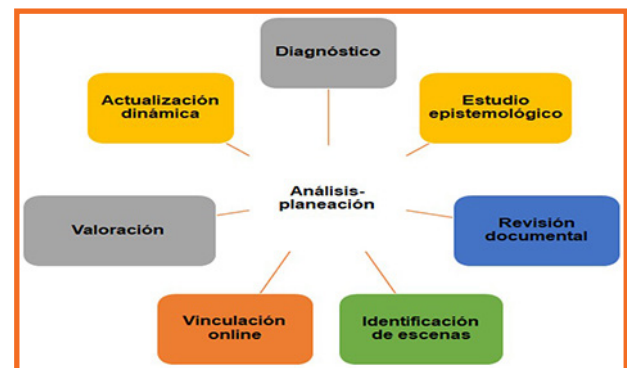 Diagnóstico
Actualización
dinámica
Estudio
epistemológico
Análisis-
planeación
Valoración
Revisión
documental
Vinculación
online
Identificación
de escenas